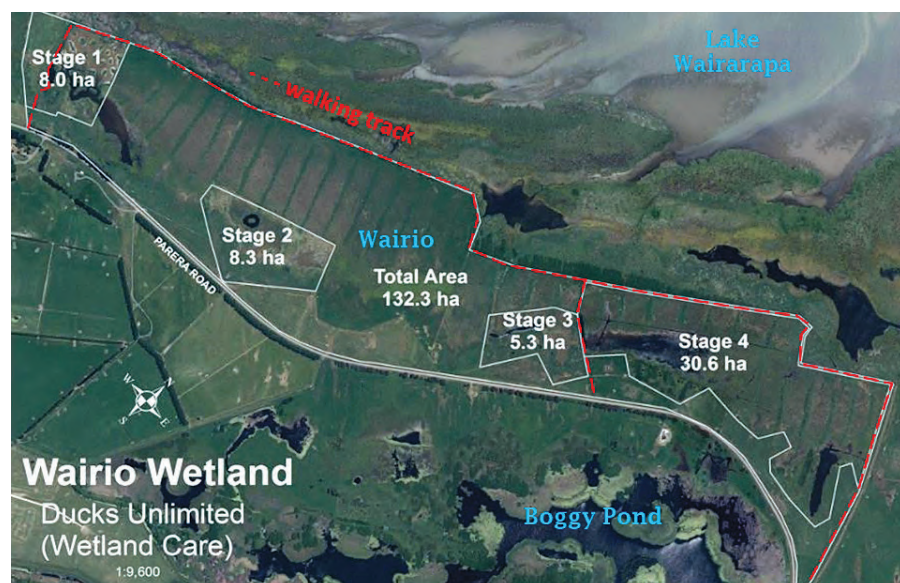 Lake
Wairarapa
Stage 1
8.0 ha
walking track
Stage 2
8.3 ha
Wairio
Total Area
132.3 ha
PARERA ROAD
Stage 3
5.3 ha
Stage 4
30.6 ha
N
W
S
E
Wairio Wetland
Ducks Unlimited
(Wetland Care)
1:9,600
Boggy Pond